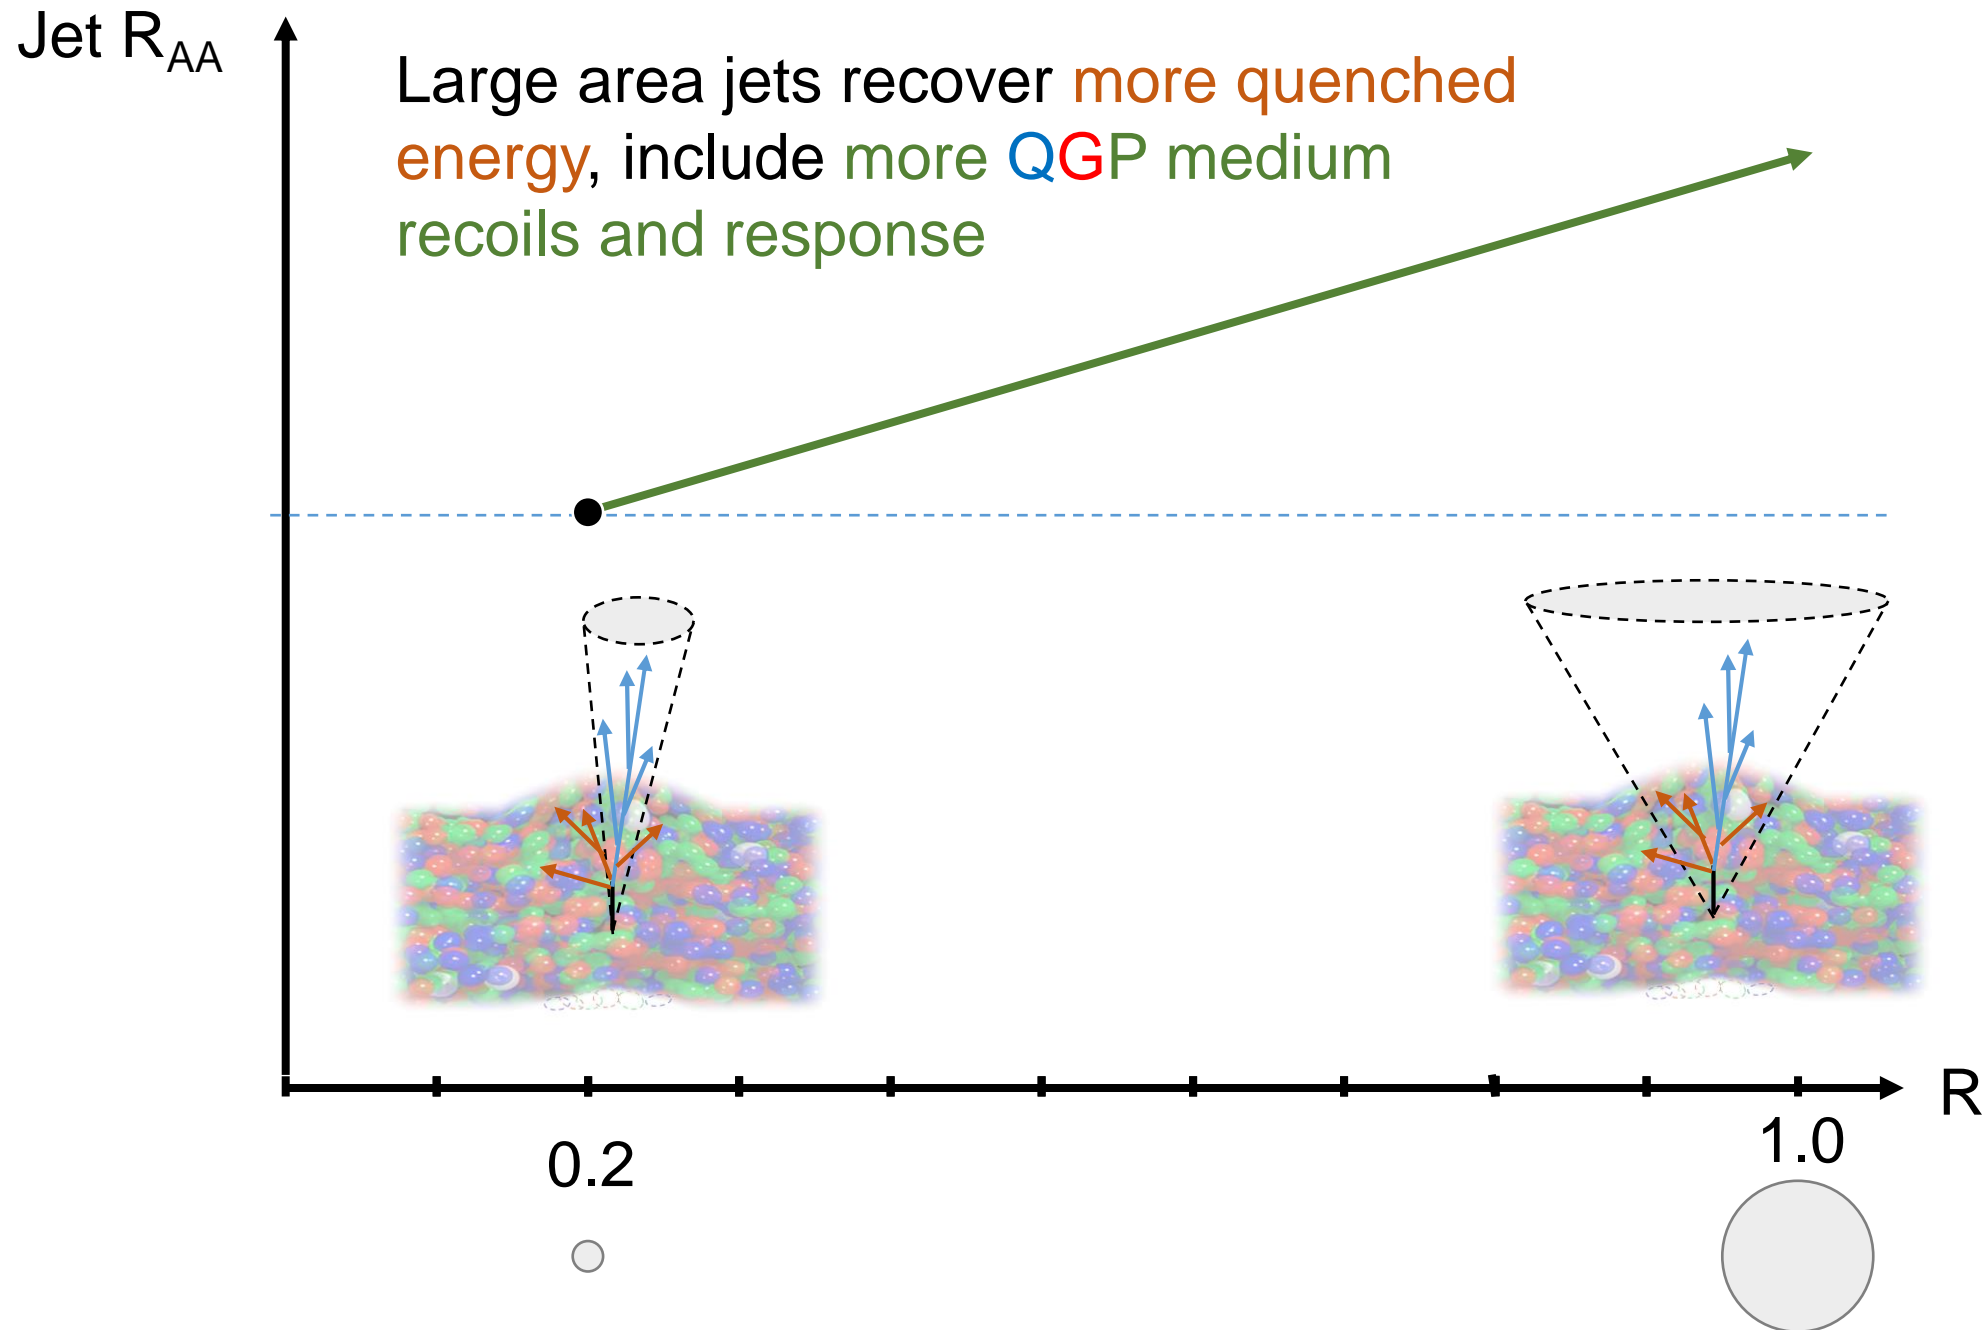 Jet R_AA
Large area jets recover more quenched
energy, include more QGP medium
recoils and response
R
0.2
1.0